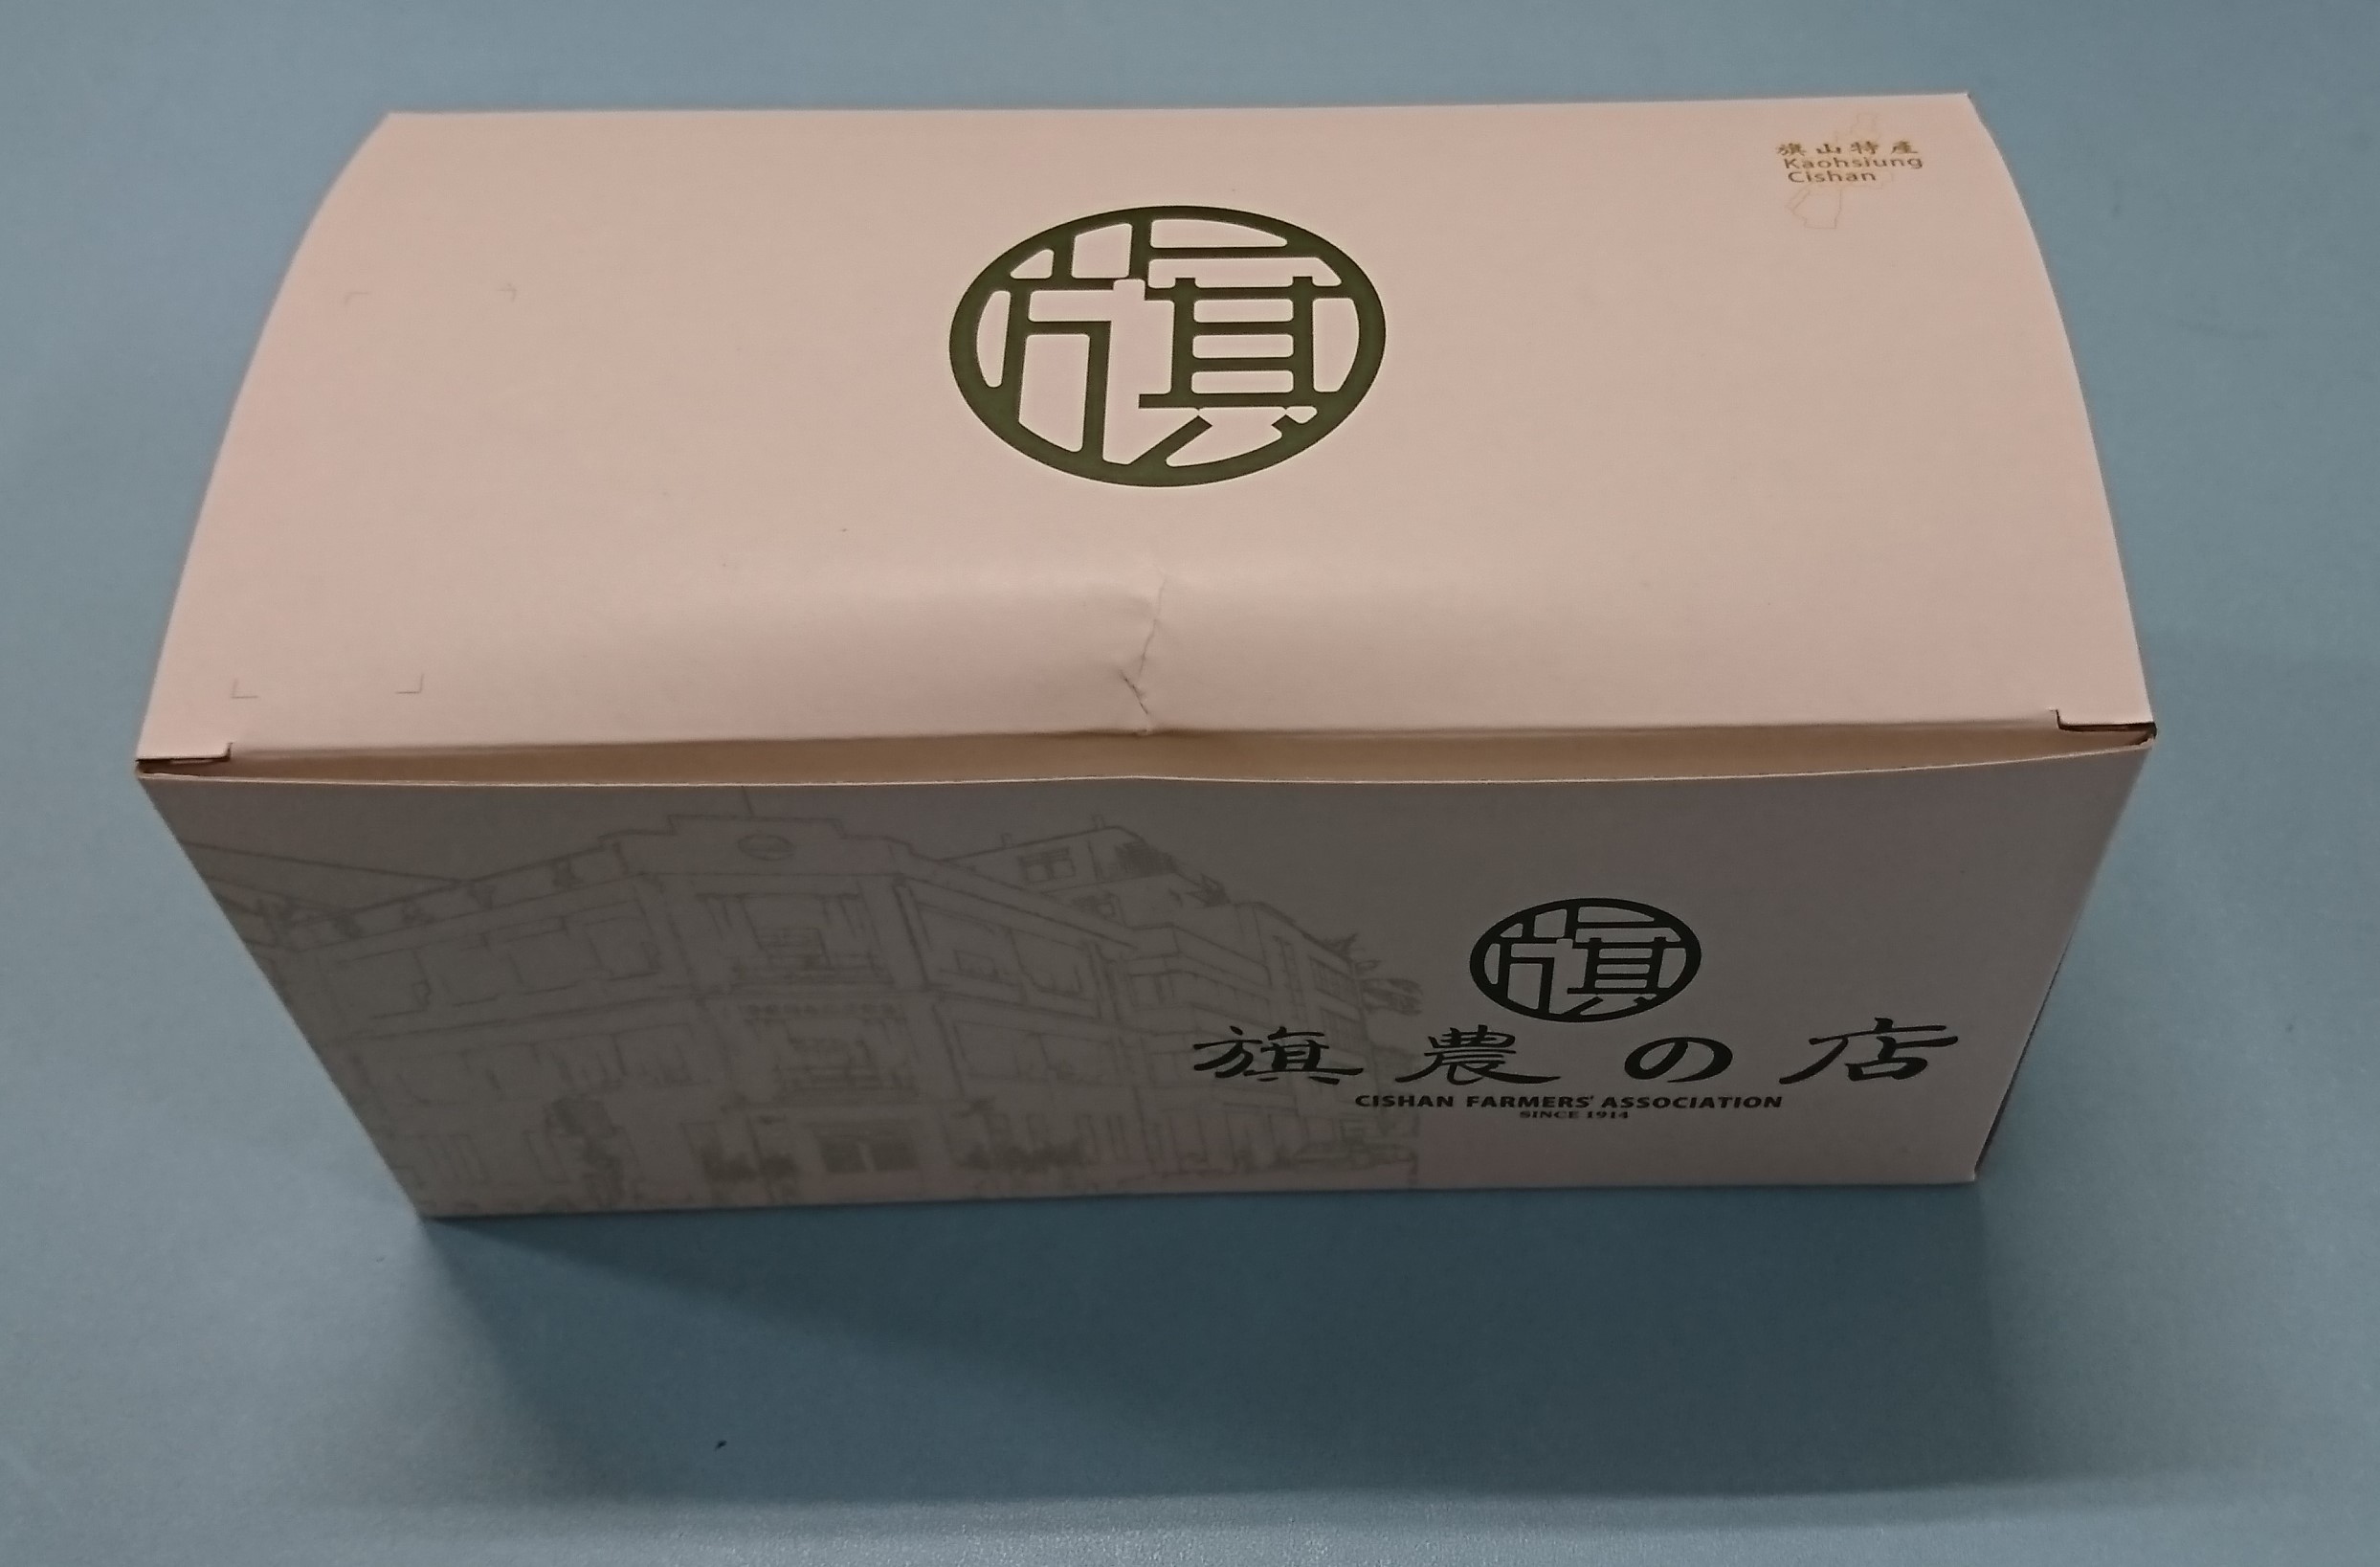 旗山特產
Kaohsiung
Cishan
旗
旗
旗農の店
CISHAN FARMERS' ASSOCIATION
SINCE 1914